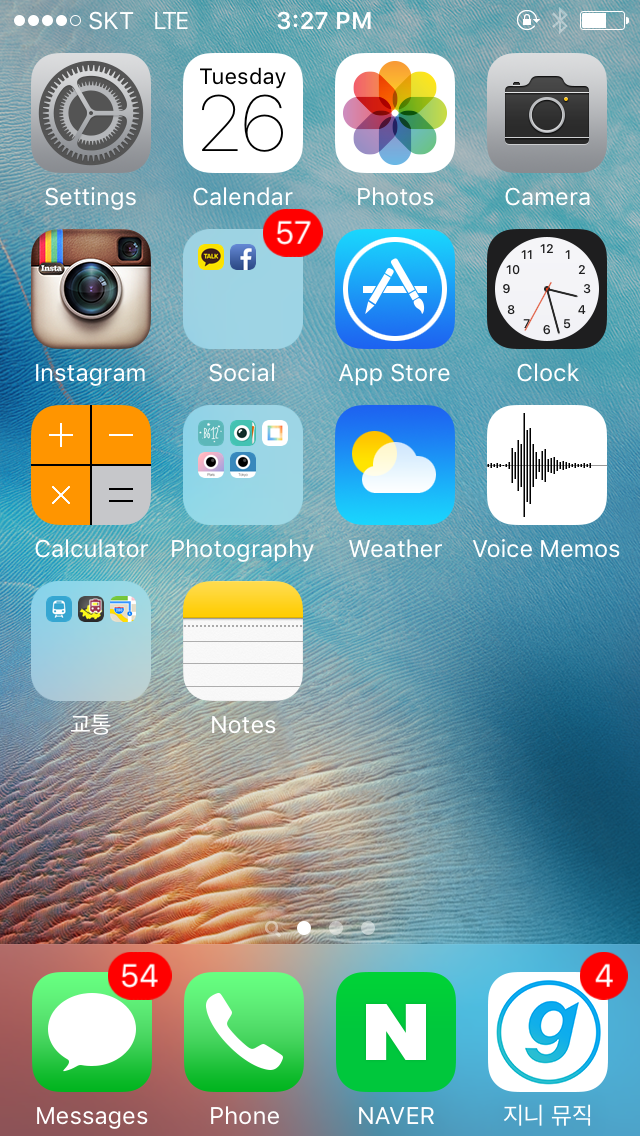 SKT LTE 3:27 PM
Tuesday
26
Settings Calendar Photos Camera
57
TALK f
Insta
12
11 1
10 2
9 3
8 4
7 5
6
Instagram Social App Store Clock
Calculator Photography Weather Voice Memos
교통 Notes
54 4
N g
Messages Phone NAVER 지니 뮤직